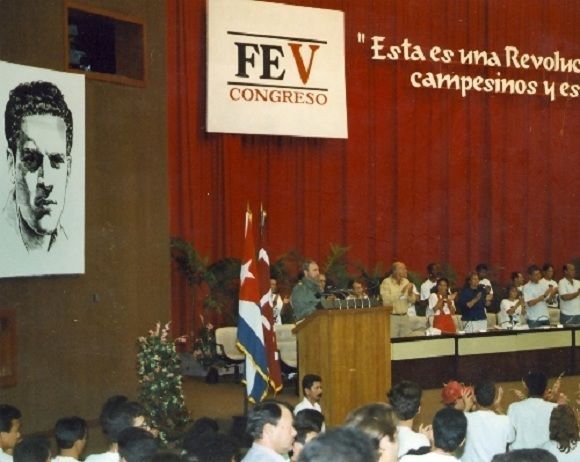 FEV
CONGRESO
"Esta es una Revoluc
campesinos y es